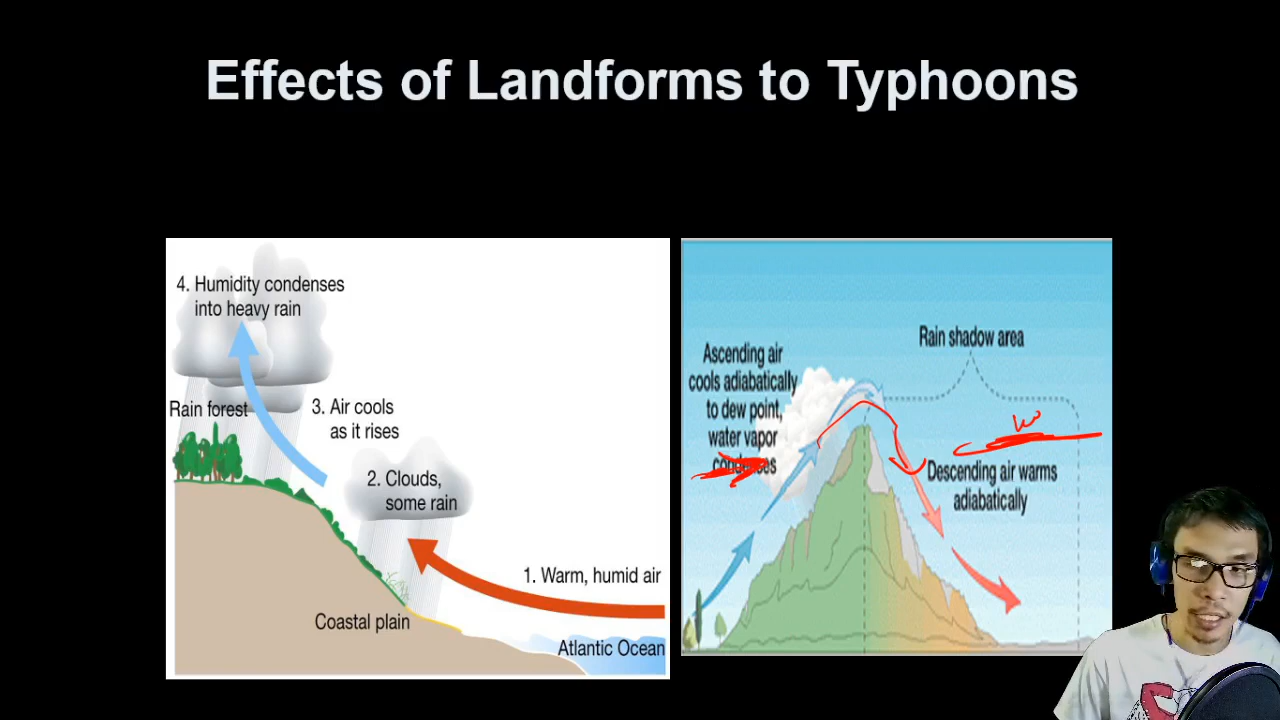 Effects of Landforms to Typhoons
4. Humidity condenses
into heavy rain
Rain forest
3. Air cools
as it rises
2. Clouds,
some rain
1. Warm, humid air
Coastal plain
Atlantic Ocean
Rain shadow area
Ascending air
cools adiabatically
to dew point,
water vapor
condenses
Descending air warms
adiabatically